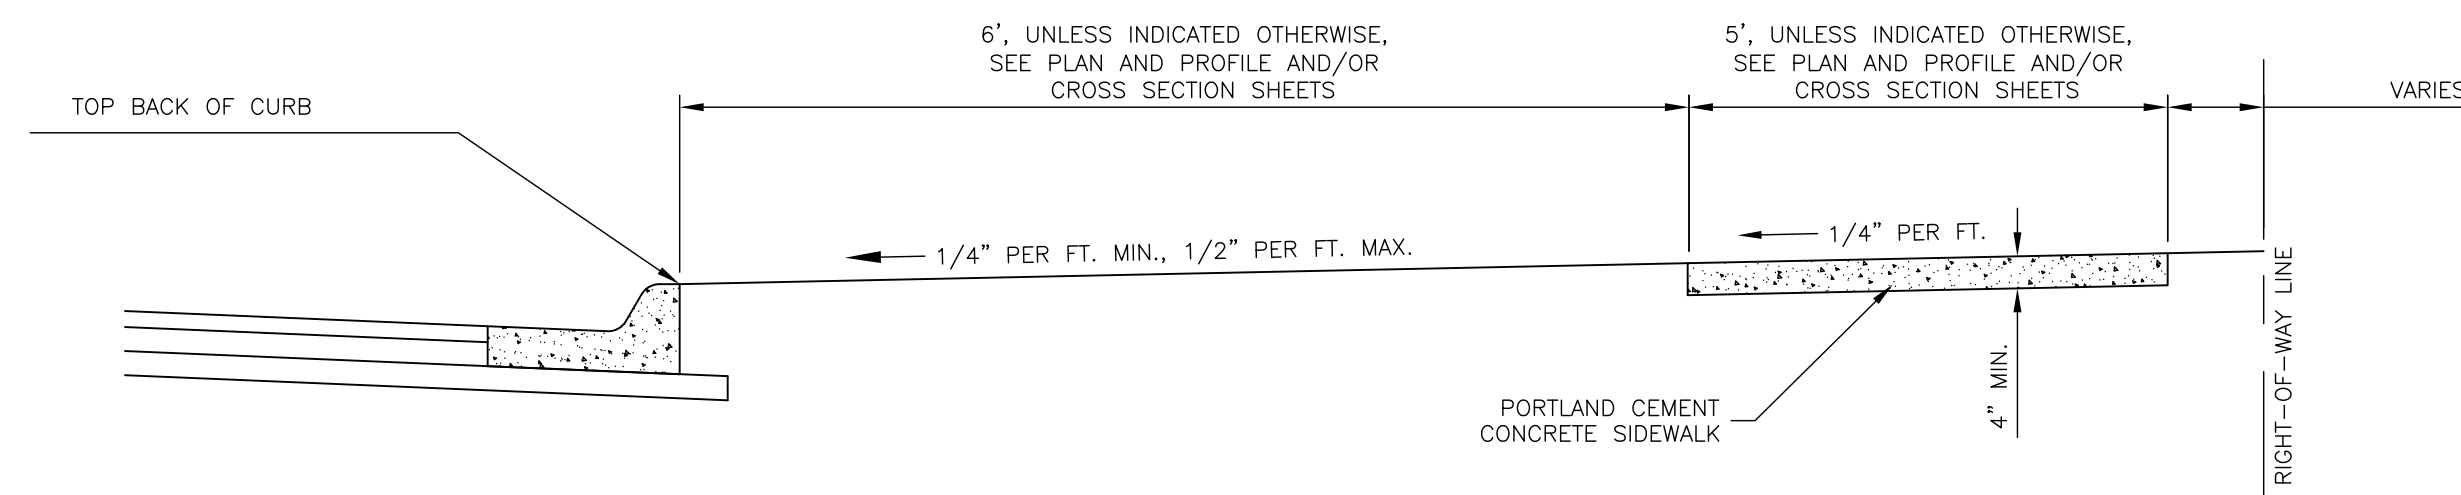 6', UNLESS INDICATED OTHERWISE,
SEE PLAN AND PROFILE AND/OR
CROSS SECTION SHEETS
5', UNLESS INDICATED OTHERWISE,
SEE PLAN AND PROFILE AND/OR
CROSS SECTION SHEETS
VARIES
TOP BACK OF CURB
1/4" PER FT. MIN., 1/2" PER FT. MAX.
1/4" PER FT.
4" MIN.
PORTLAND CEMENT
CONCRETE SIDEWALK
RIGHT-OF-WAY LINE